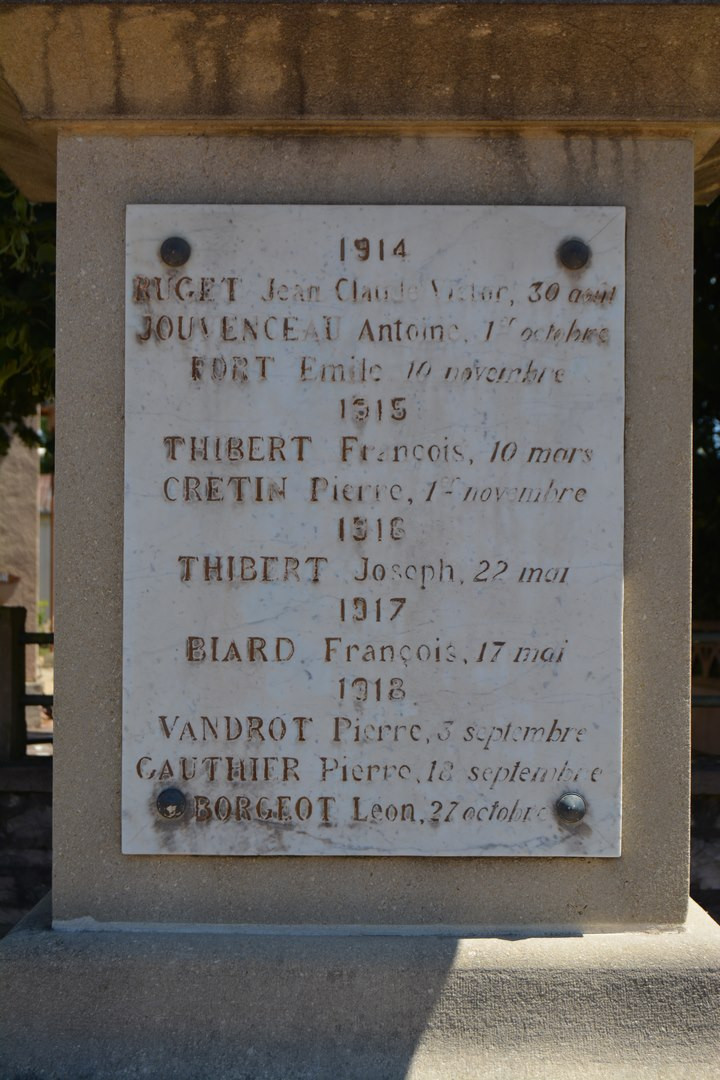 1914
RUGET Jean Claude Victor, 30 août
JOUVENCEAU Antoine, 1er octobre
FORT Emile 10 novembre
1915
THIBERT François, 10 mars
CRETIN Pierre, 1er novembre
1916
THIBERT Joseph, 22 mai
1917
BIARD François, 17 mai
1918
VANDROT Pierre, 3 septembre
GAUTHIER Pierre, 18 septembre
BORGEOT Léon, 27 octobre